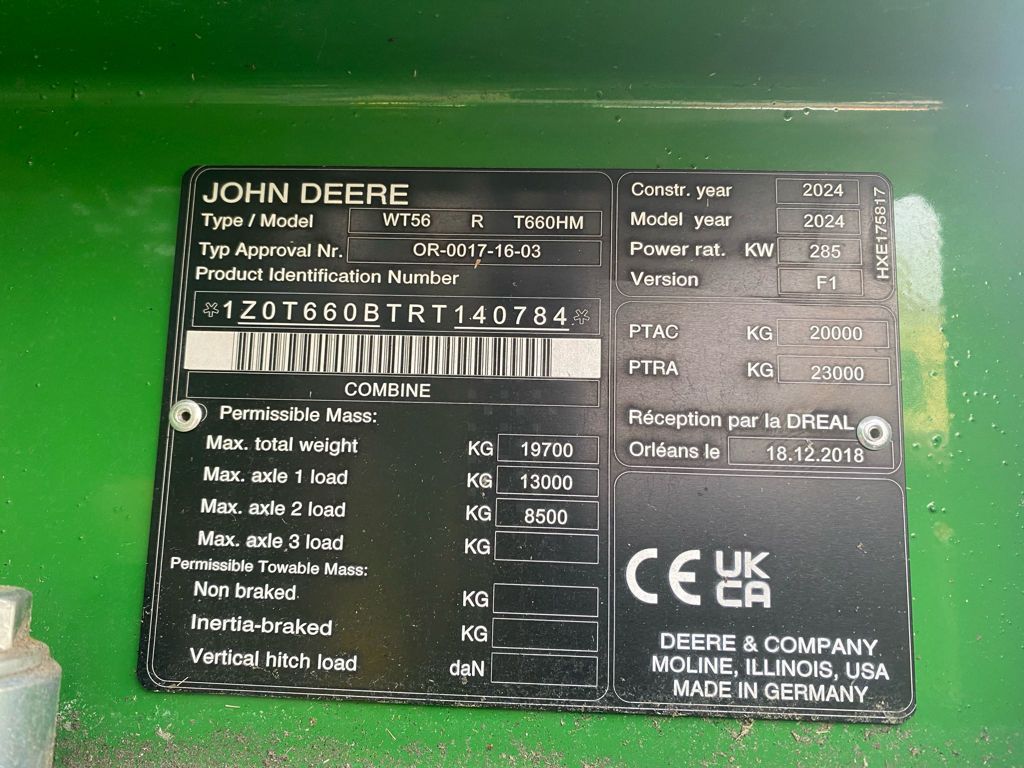 JOHN DEERE
Type / Model WT56 R T660HM
Typ Approval Nr. OR-0017-16-03
Product Identification Number
*1Z0T660BTRT140784*
COMBINE
Permissible Mass:
Max. total weight KG 19700
Max. axle 1 load KG 13000
Max. axle 2 load KG 8500
Max. axle 3 load KG
Permissible Towable Mass:
Non braked KG
Inertia-braked KG
Vertical hitch load daN
Constr. year 2024
Model year 2024
Power rat. KW 285
Version F1
HXE175817
PTAC KG 20000
PTRA KG 23000
Réception par la DREAL
Orléans le 18.12.2018
CE UK
CA
DEERE & COMPANY
MOLINE, ILLINOIS, USA
MADE IN GERMANY